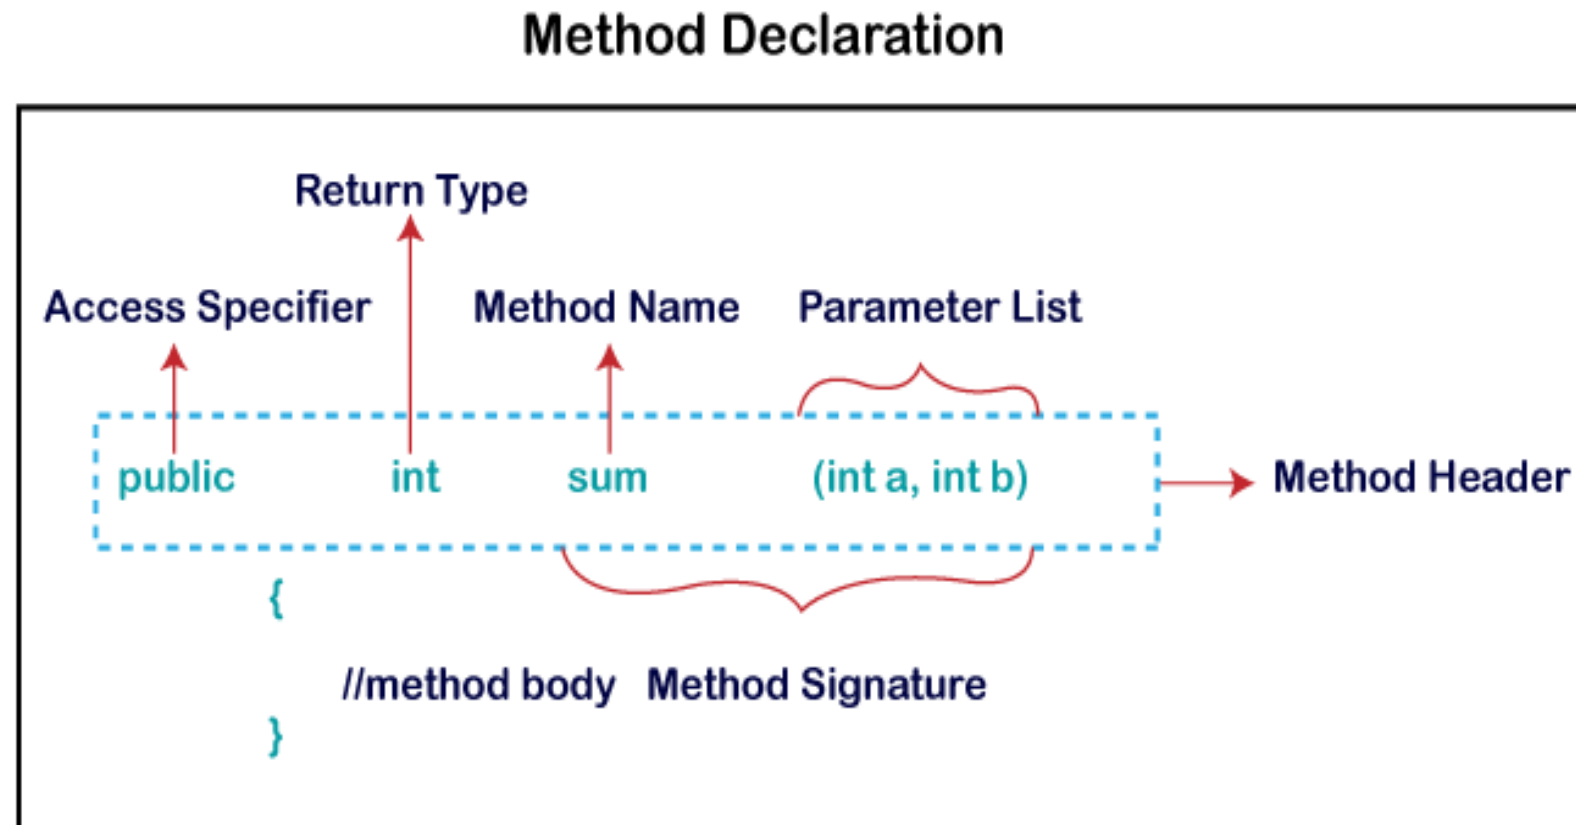 Method Declaration
Return Type
Access Specifier Method Name Parameter List
public int sum (int a, int b) Method Header
{
//method body Method Signature
}